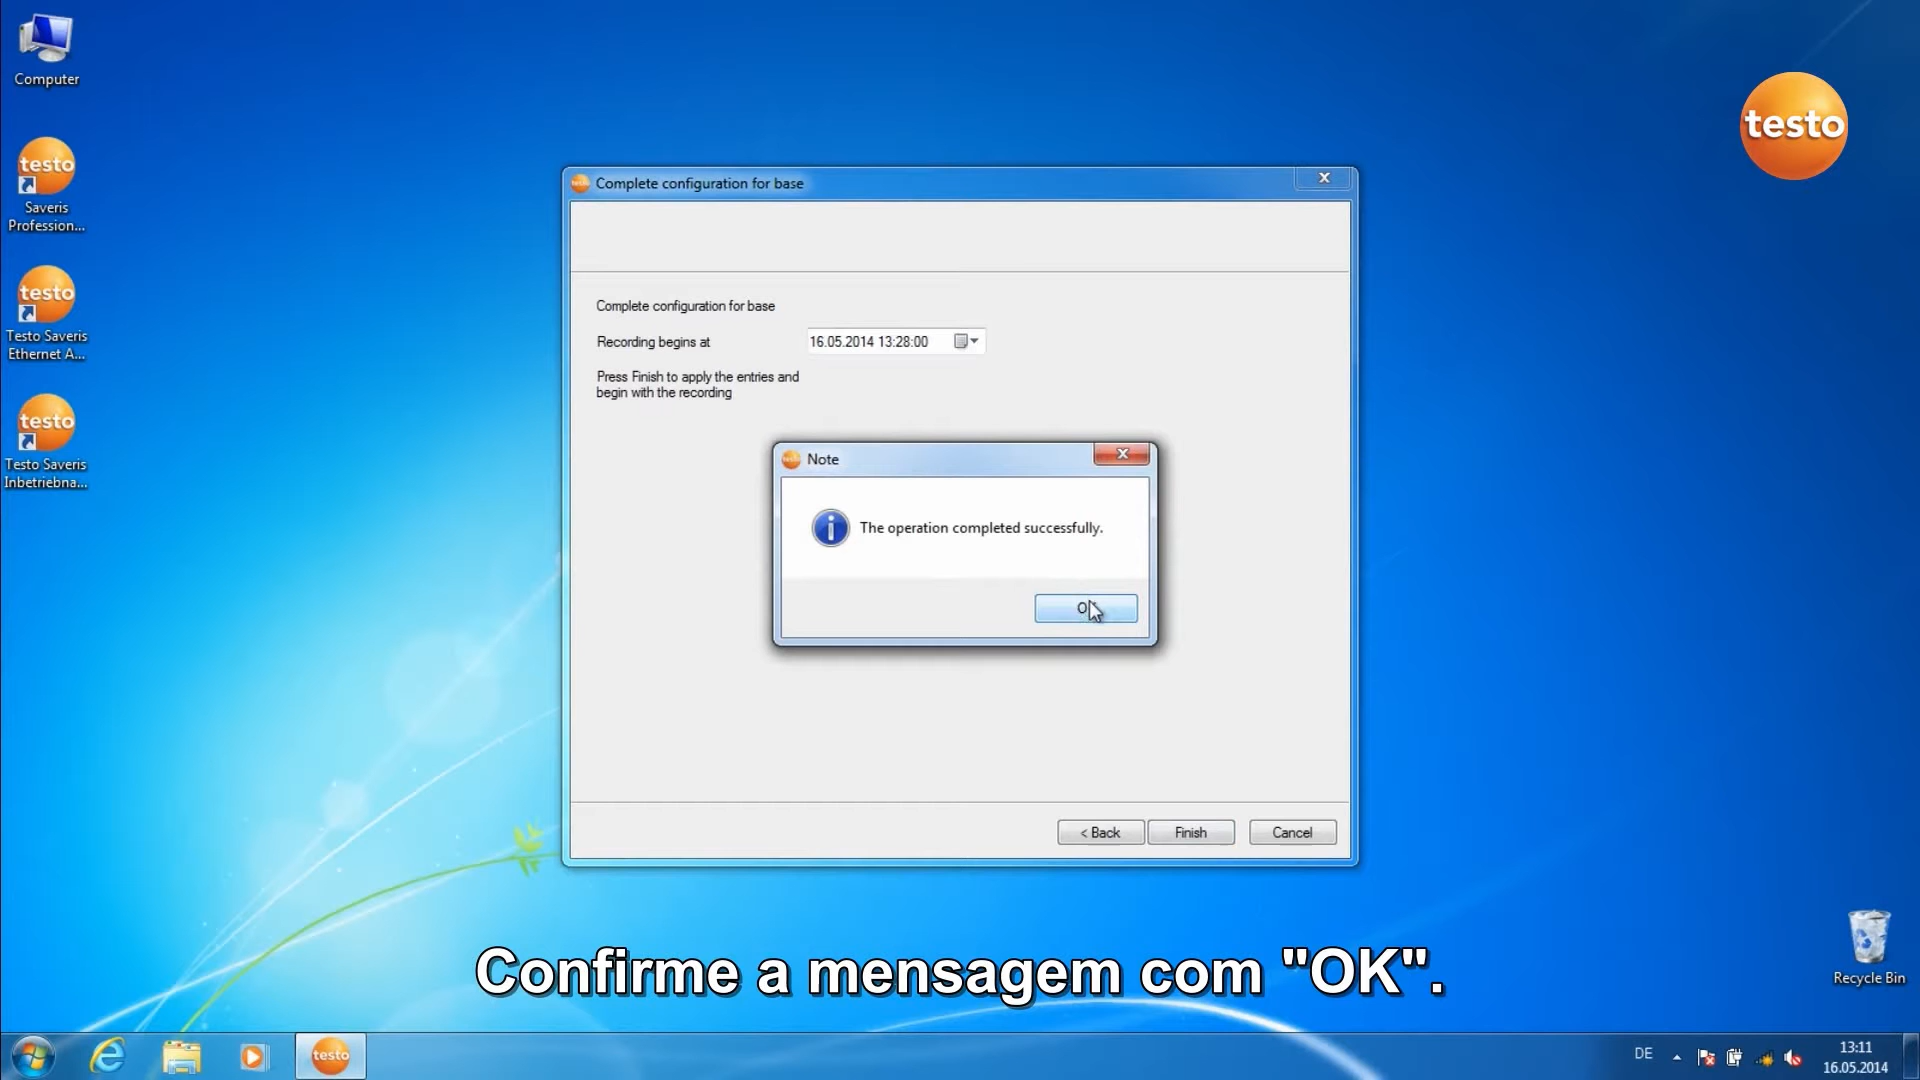 Computer
testo
testo
Saveris
Profession...
testo
Testo Saveris
Ethernet A...
testo
Testo Saveris
Inbetriebna...
Complete configuration for base
Complete configuration for base
Recording begins at 16.05.2014 13:28:00
Press Finish to apply the entries and
begin with the recording
Note
The operation completed successfully.
< Back Finish Cancel
Confirme a mensagem com "OK".
Recycle Bin
testo
DE
13:11
16.05.2014